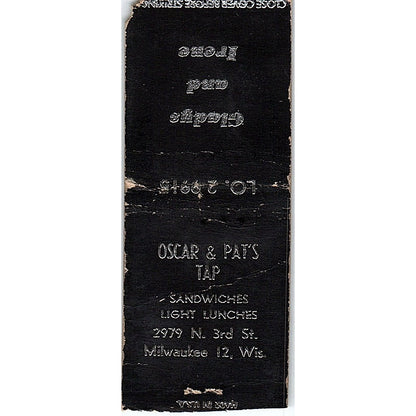 CLOSE COVER BEFORE STRIKING
Gladys
and
Irene
LO. 2-9915
OSCAR & PAT'S
TAP
SANDWICHES
LIGHT LUNCHES
2979 N. 3rd St.
Milwaukee 12, Wis.
MADE IN U.S.A.